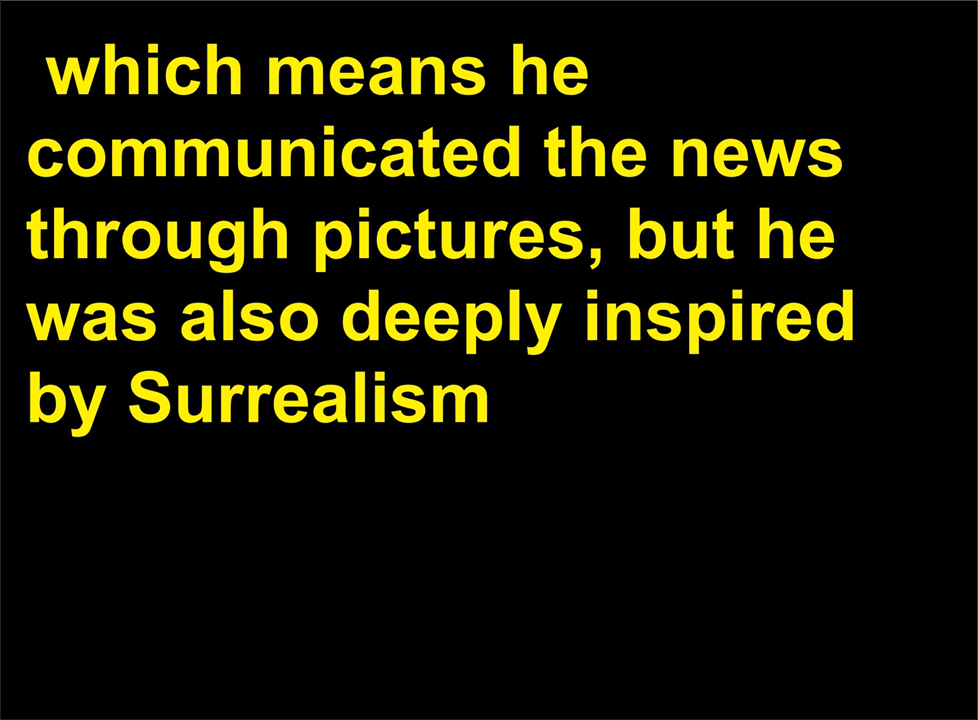 which means he
communicated the news
through pictures, but he
was also deeply inspired
by Surrealism